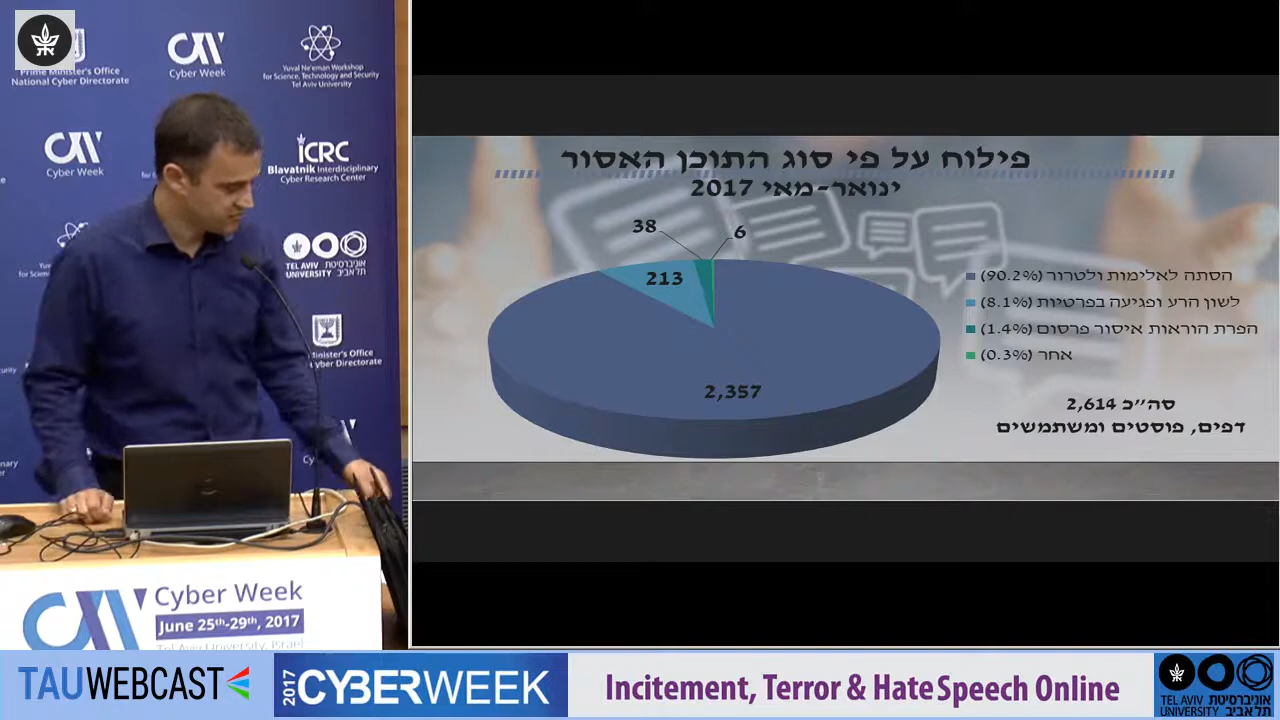 Prime Minister's Office
National Cyber Directorate
Cyber Week
Yuval Ne'eman Workshop
for Science, Technology and Security
Tel Aviv University
Cyber Week
ICRC
Blavatnik Interdisciplinary
Cyber Research Center
TEL AVIV
UNIVERSITY
אוניברסיטת
תל אביב
Minister's Office
Cyber Directorate
Cyber Week
June 25th-29th, 2017
Tel Aviv University, Israel
פילוח על פי סוג התוכן האסור
ינואר-מאי 2017
38
6
213
2,357
הסתה לאלימות ולטרור (90.2%)
לשון הרע ופגיעה בפרטיות (8.1%)
הפרת הוראות איסור פרסום (1.4%)
אחר (0.3%)
סה״כ 2,614
דפים, פוסטים ומשתמשים
TAUWEBCAST
2017 CYBERWEEK
Incitement, Terror & Hate Speech Online
TEL AVIV
UNIVERSITY
אוניברסיטת
תל אביב